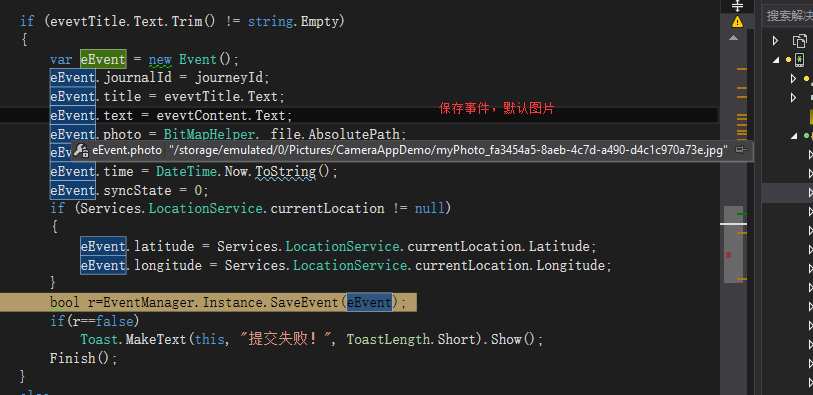 if (evevtTitle.Text.Trim() != string.Empty)
{
var eEvent = new Event();
eEvent.journalId = journeyId;
eEvent.title = evevtTitle.Text;
eEvent.text = evevtContent.Text;
保存事件，默认图片
eEvent.photo = BitMapHelper._file.AbsolutePath;
eEvent.photo "/storage/emulated/0/Pictures/CameraAppDemo/myPhoto_fa3454a5-8aeb-4c7d-a490-d4c1c970a73e.jpg"
eEvent.time = DateTime.Now.ToString();
eEvent.syncState = 0;
if (Services.LocationService.currentLocation != null)
{
eEvent.latitude = Services.LocationService.currentLocation.Latitude;
eEvent.longitude = Services.LocationService.currentLocation.Longitude;
}
bool r=EventManager.Instance.SaveEvent(eEvent);
if(r==false)
Toast.MakeText(this, "提交失败！", ToastLength.Short).Show();
Finish();
}
搜索解决